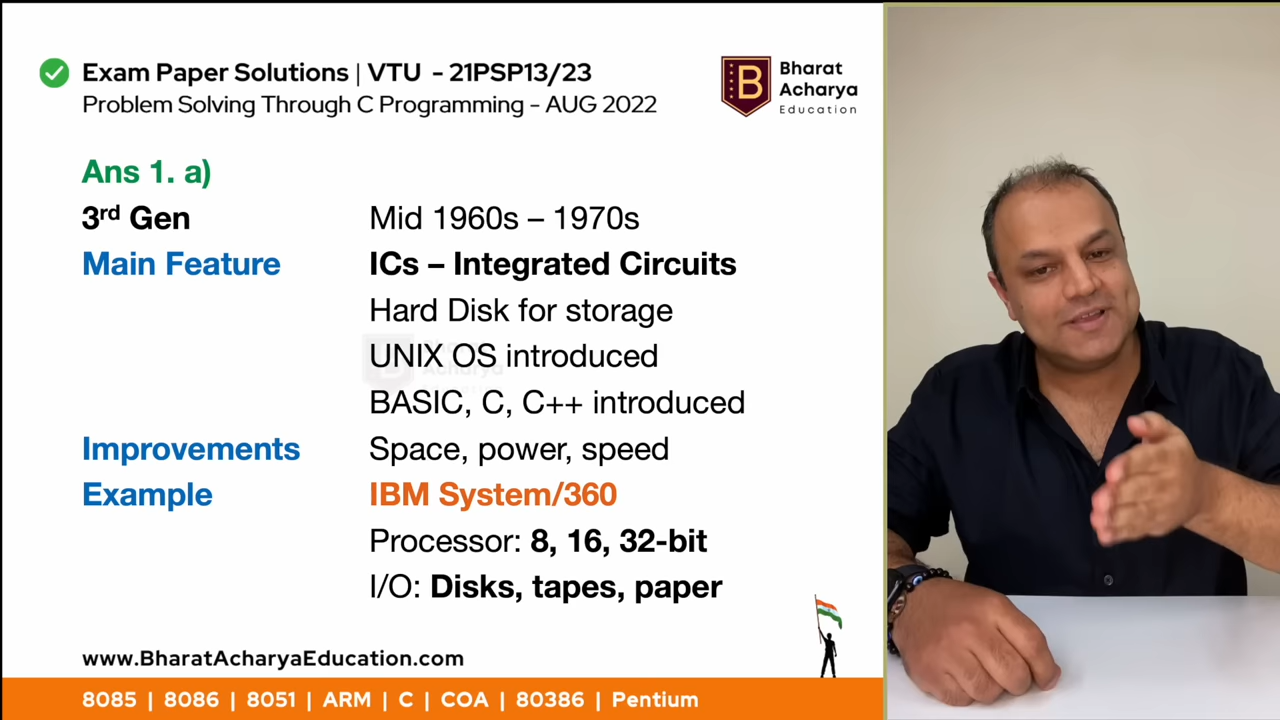 Exam Paper Solutions | VTU - 21PSP13/23
Problem Solving Through C Programming - AUG 2022
B
Bharat
Acharya
Education
Ans 1. a)
3rd Gen Mid 1960s – 1970s
Main Feature ICs – Integrated Circuits
Hard Disk for storage
UNIX OS introduced
BASIC, C, C++ introduced
Improvements Space, power, speed
Example IBM System/360
Processor: 8, 16, 32-bit
I/O: Disks, tapes, paper
www.BharatAcharyaEducation.com
8085 | 8086 | 8051 | ARM | C | COA | 80386 | Pentium